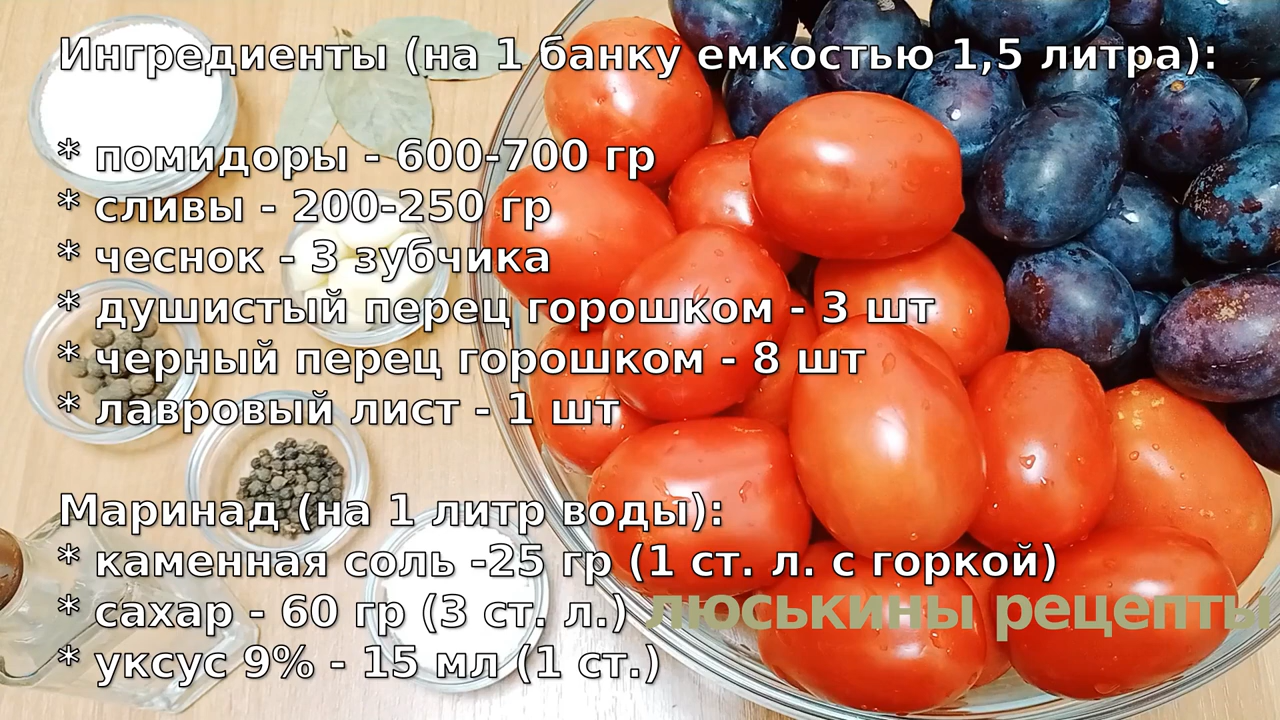 Ингредиенты (на 1 банку емкостью 1,5 литра):
* помидоры - 600-700 гр
* сливы - 200-250 гр
* чеснок - 3 зубчика
* душистый перец горошком - 3 шт
* черный перец горошком - 8 шт
* лавровый лист - 1 шт
Маринад (на 1 литр воды):
* каменная соль -25 гр (1 ст. л. с горкой)
* сахар - 60 гр (3 ст. л.) люськины рецепты
* уксус 9% - 15 мл (1 ст.)